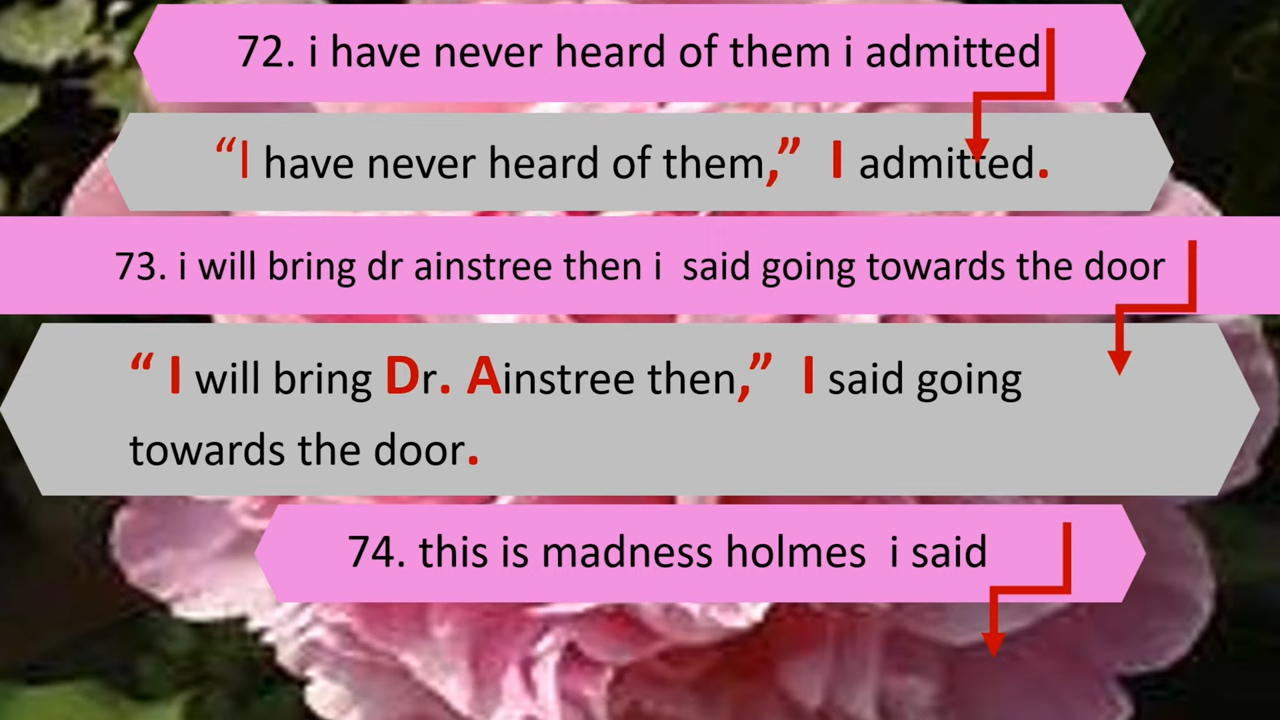 72. i have never heard of them i admitted
“I have never heard of them,” I admitted.
73. i will bring dr ainstree then i said going towards the door
“ I will bring Dr. Ainstree then,” I said going
towards the door.
74. this is madness holmes i said